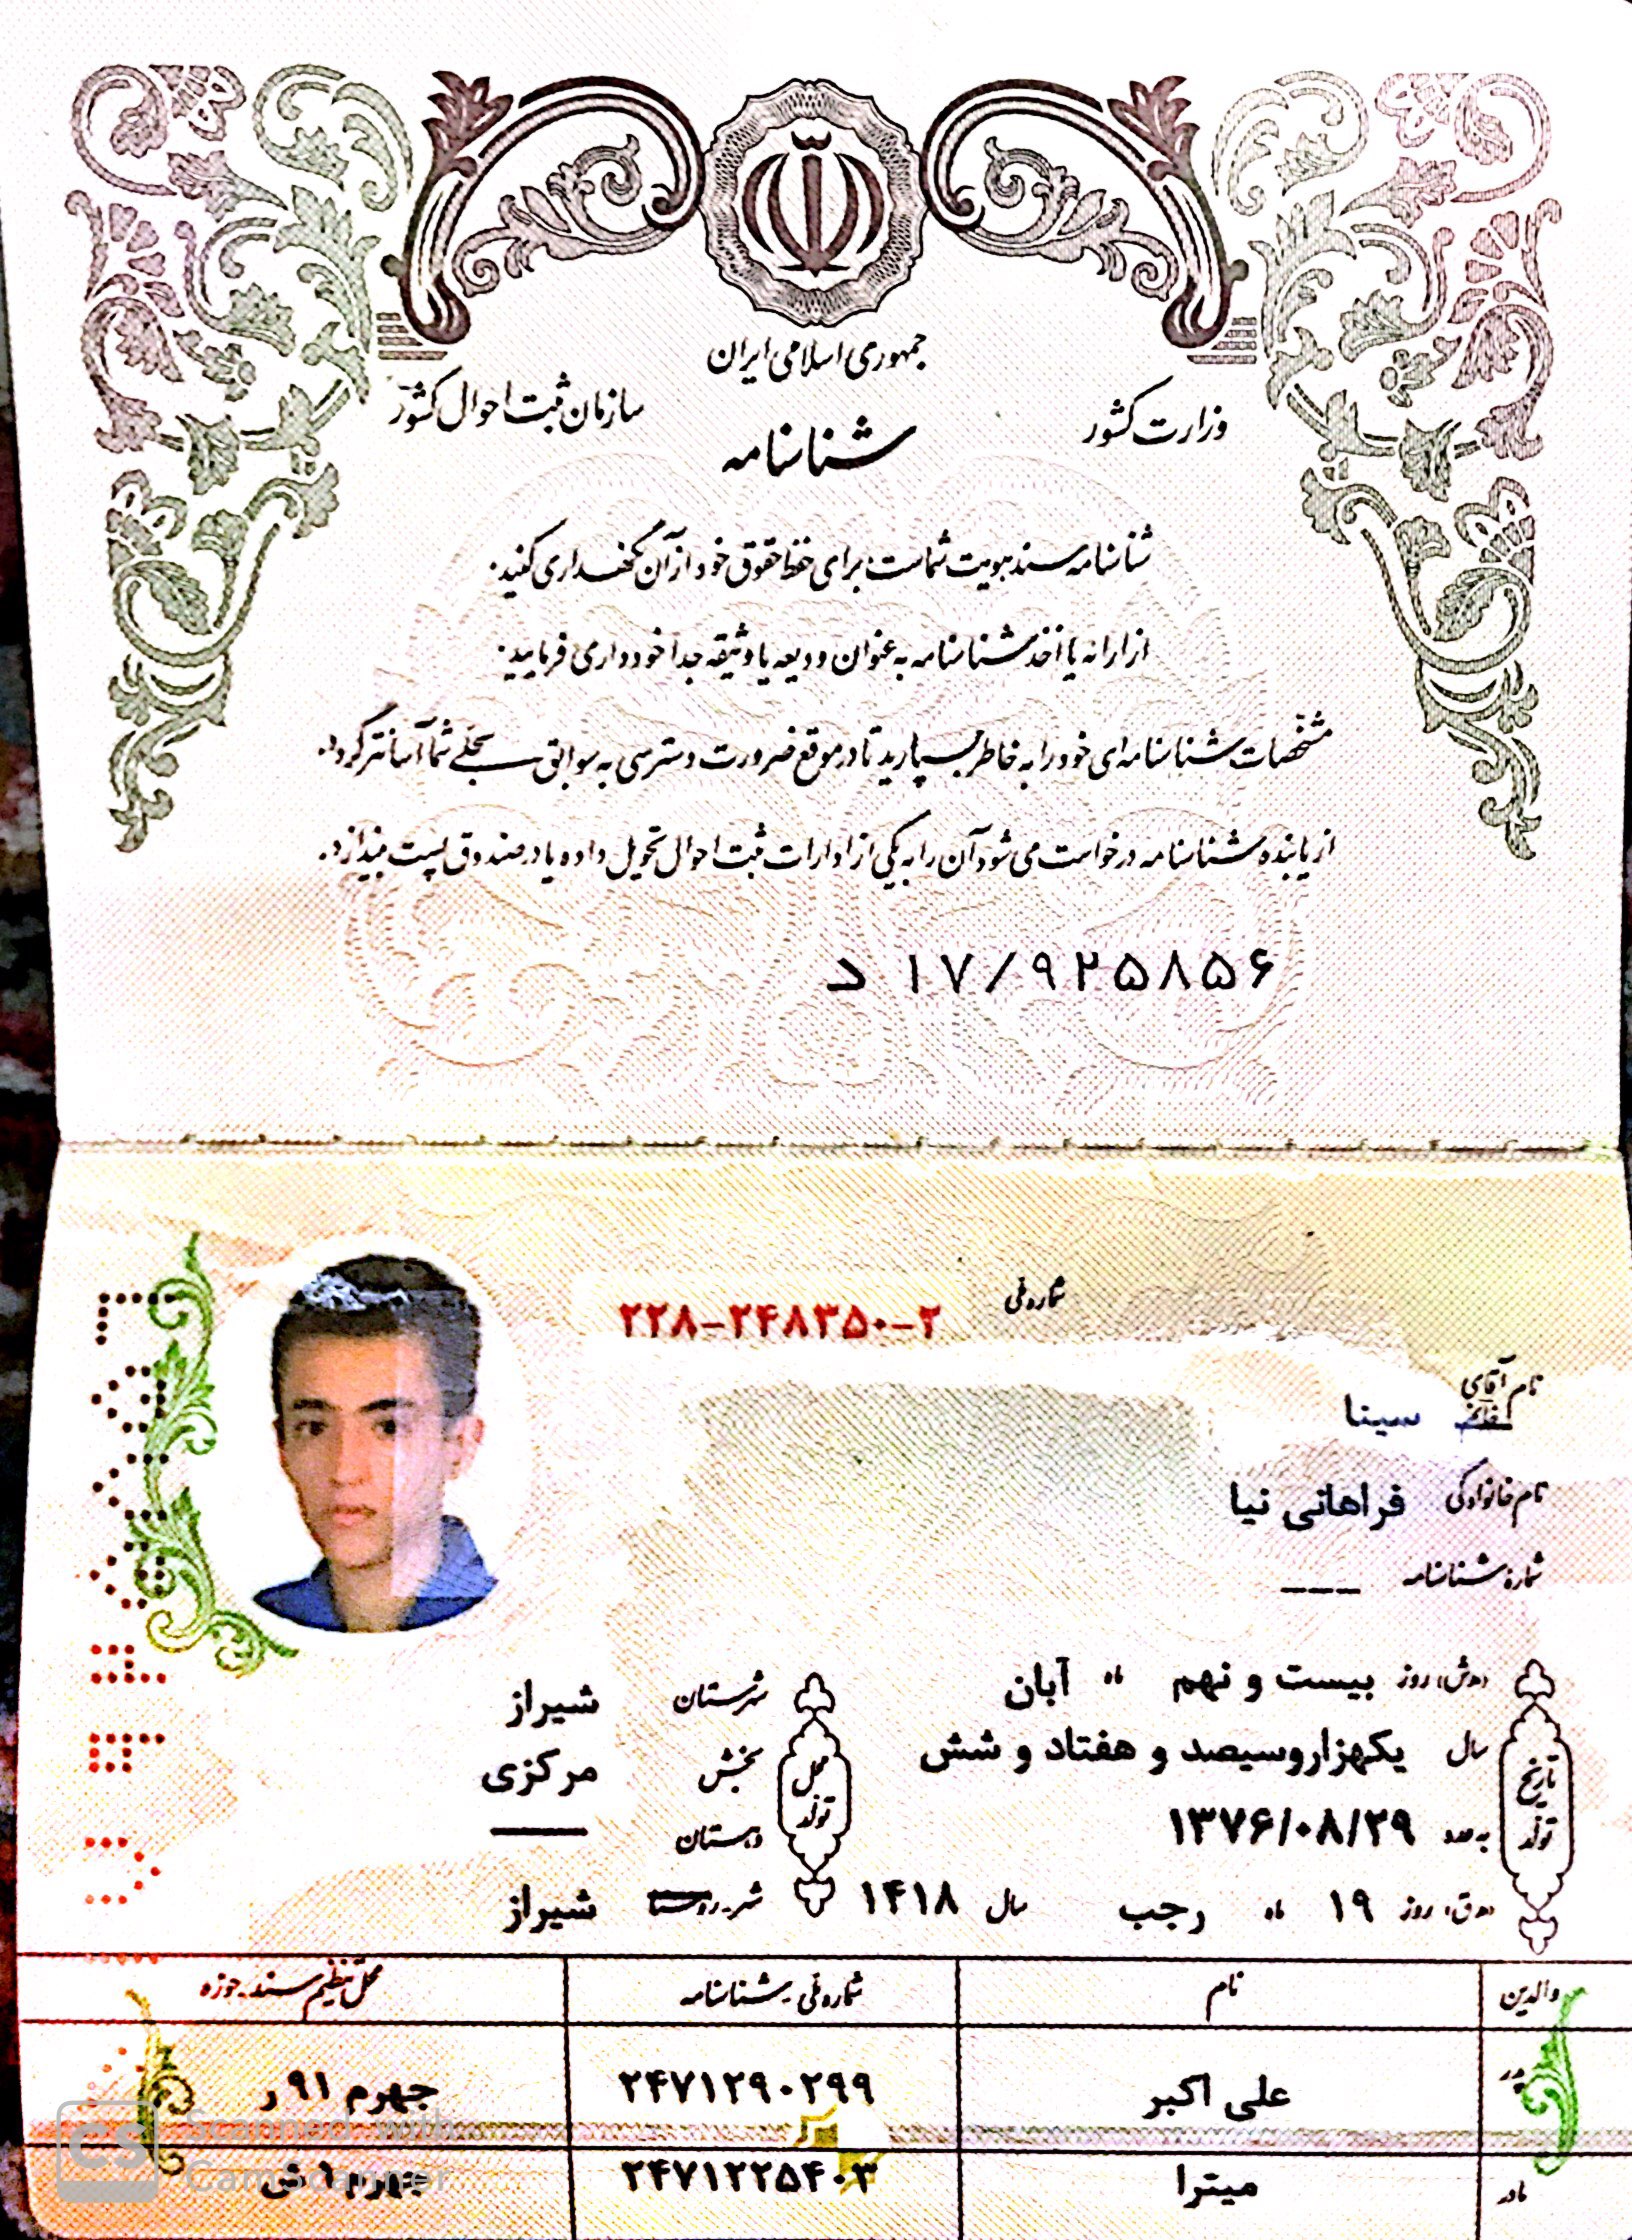 جمهوری اسلامی ایران
وزارت کشور
سازمان ثبت احوال کشور
شناسنامه
شناسنامه سند هویت شماست؛ برای حفظ حقوق خود از آن نگهداری کنید.
از ارائه یا اخذ شناسنامه به عنوان ودیعه یا وثیقه جداً خودداری فرمایید.
مشخصات شناسنامه‌ای خود را به خاطر بسپارید تا در موقع ضرورت دسترسی به سوابق سجلی شما آسانتر گردد.
از یابنده شناسنامه درخواست می‌شود آن را به یکی از ادارات ثبت احوال تحویل داده یا در صندوق پست بیندازد.
د ۱۷/۹۲۵۸۵۶
شماره ملی ۲۲۸-۲۴۸۳۵۰-۲
نام آقای خانم سینا
نام خانوادگی فراهانی نیا
شماره شناسنامه ---
تاریخ تولد
(ه‍.ش) روز بیست و نهم ماه آبان
سال یکهزاروسیصد و هفتاد و شش
به عدد ۱۳۷۶/۰۸/۲۹
(ه‍.ق) روز ۱۹ ماه رجب سال ۱۴۱۸
محل تولد
شهرستان شیراز
بخش مرکزی
دهستان ——
شهر-روستا شیراز
والدین نام شماره ملی - شناسنامه محل تنظیم سند - حوزه
پدر علی اکبر ۲۴۷۱۲۹۰۲۹۹ جهرم ۹۱ر
مادر میترا ۲۴۷۱۲۲۵۴۰۳ جهرم
CS Scanned with
CamScanner